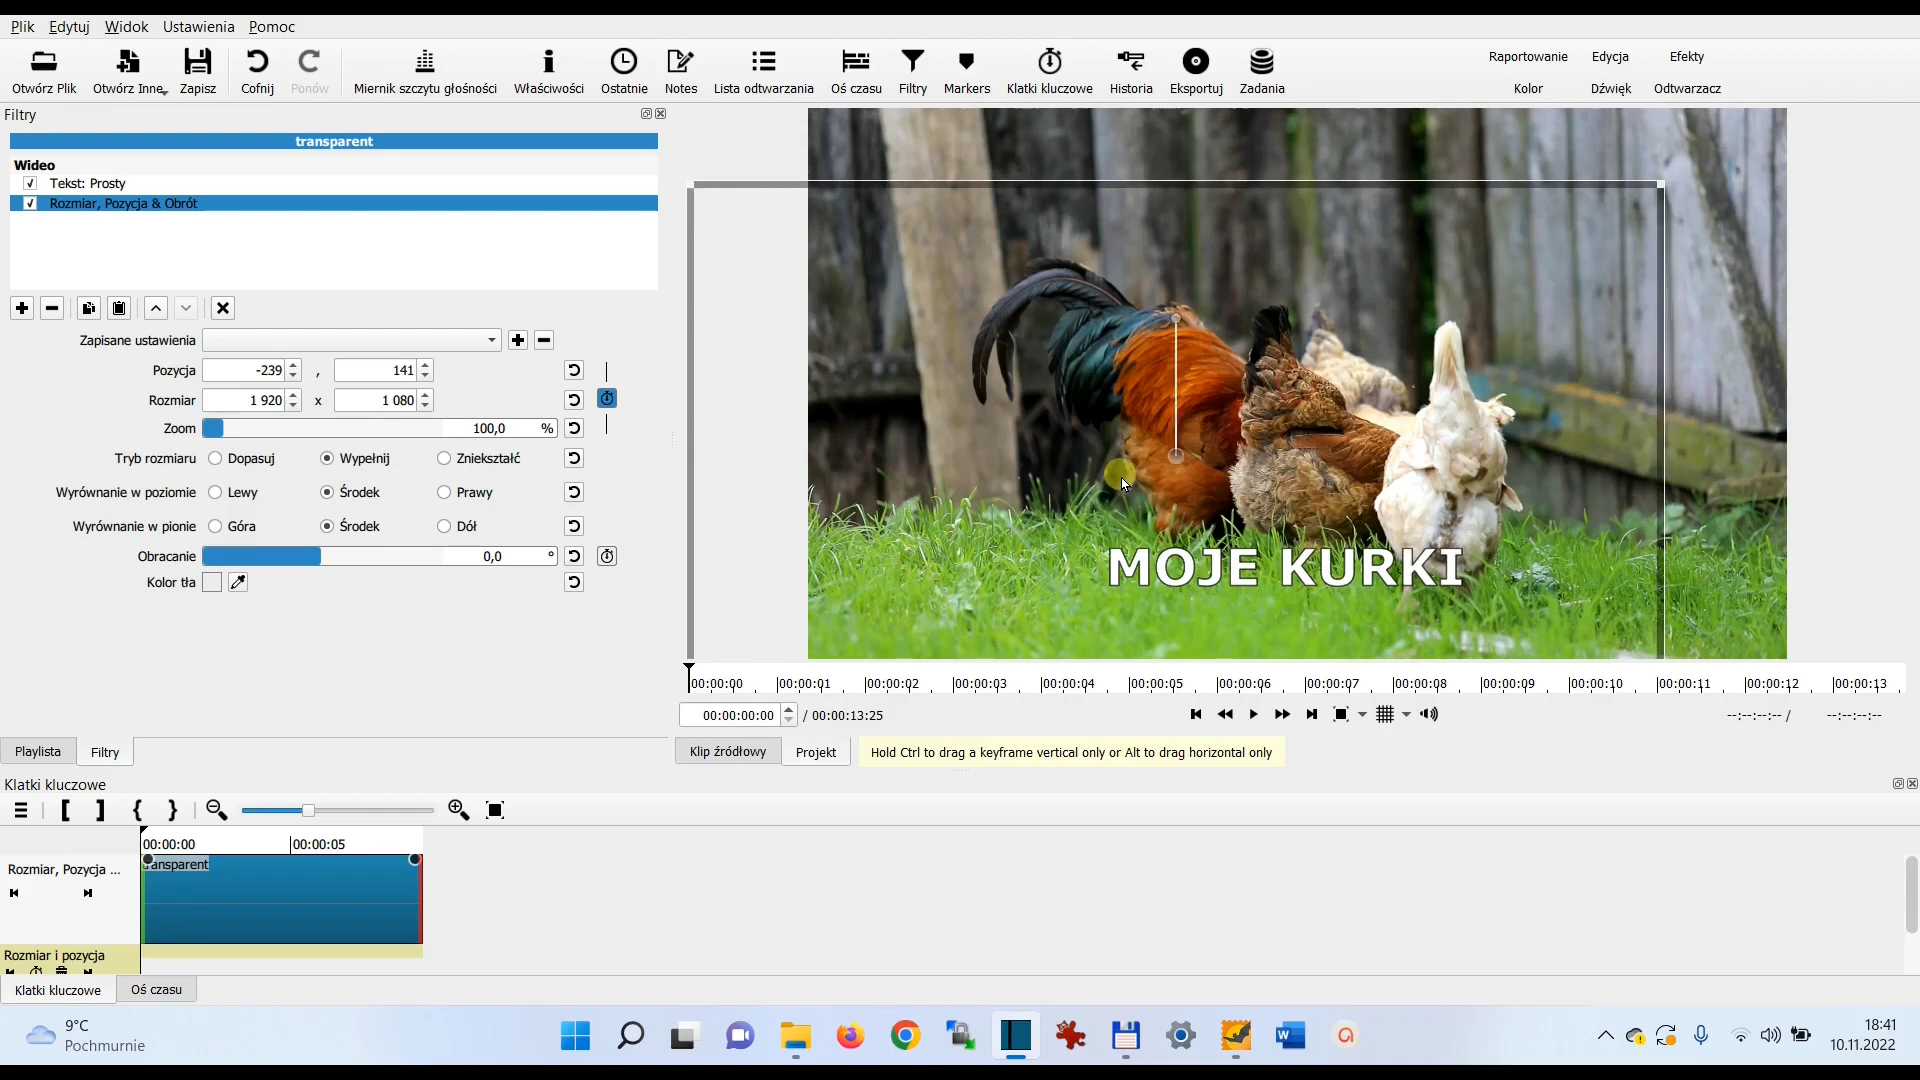 Plik Edytuj Widok Ustawienia Pomoc
Otwórz Plik Otwórz Inne Zapisz Cofnij Ponów Miernik szczytu głośności Właściwości Ostatnie Notes Lista odtwarzania Oś czasu Filtry Markers Klatki kluczowe Historia Eksportuj Zadania
Raportowanie Edycja Efekty
Kolor Dźwięk Odtwarzacz
Filtry
transparent
Wideo
Tekst: Prosty
Rozmiar, Pozycja & Obrót
Zapisane ustawienia
Pozycja -239 , 141
Rozmiar 1 920 x 1 080
Zoom 100,0 %
Tryb rozmiaru Dopasuj Wypełnij Zniekształć
Wyrównanie w poziomie Lewy Środek Prawy
Wyrównanie w pionie Góra Środek Dół
Obracanie 0,0 °
Kolor tła
MOJE KURKI
00:00:00 00:00:01 00:00:02 00:00:03 00:00:04 00:00:05 00:00:06 00:00:07 00:00:08 00:00:09 00:00:10 00:00:11 00:00:12 00:00:13
00:00:00:00 / 00:00:13:25
--:--:--:-- / --:--:--:--
Playlista Filtry
Klip źródłowy Projekt Hold Ctrl to drag a keyframe vertical only or Alt to drag horizontal only
Klatki kluczowe
00:00:00 00:00:05
Rozmiar, Pozycja ...
ransparent
Rozmiar i pozycja
Klatki kluczowe Oś czasu
9°C
Pochmurnie
18:41
10.11.2022